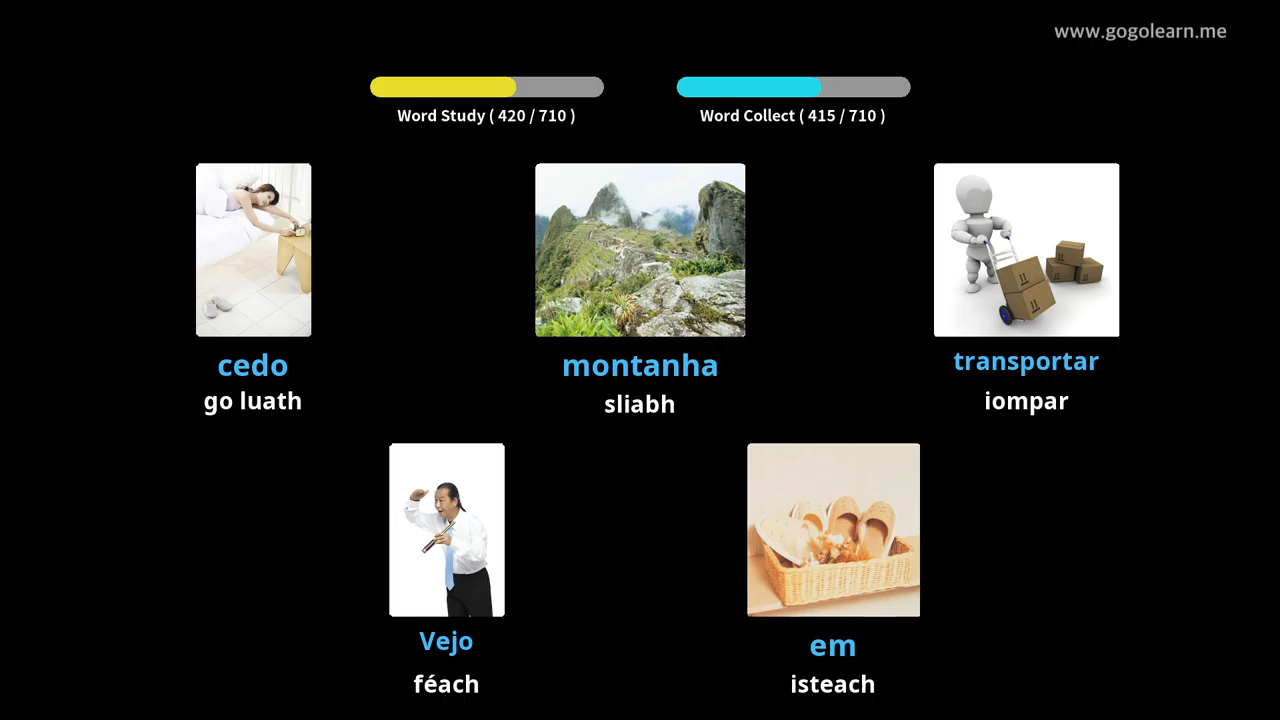 www.gogolearn.me
Word Study ( 420 / 710 )
Word Collect ( 415 / 710 )
cedo
go luath
montanha
sliabh
transportar
iompar
Vejo
féach
em
isteach